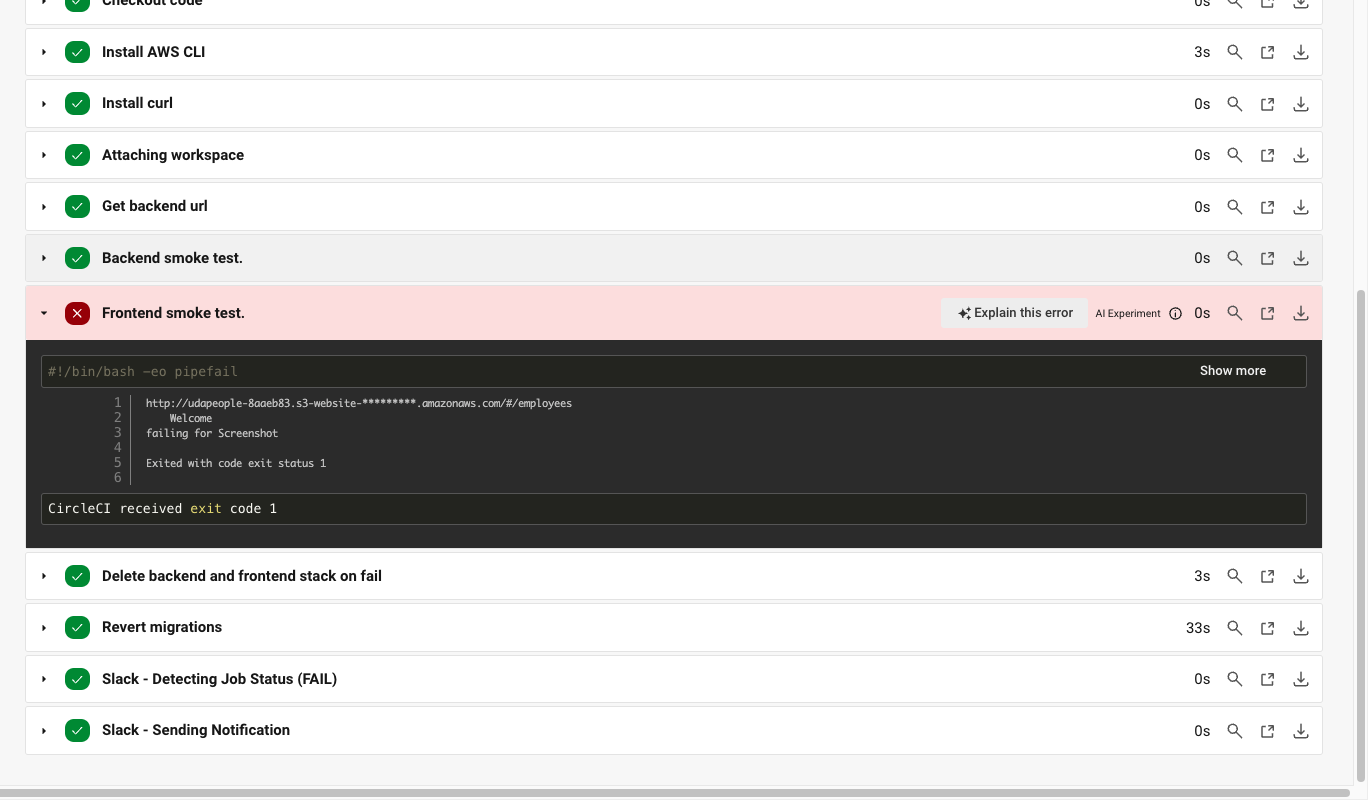 Checkout code 0s
Install AWS CLI 3s
Install curl 0s
Attaching workspace 0s
Get backend url 0s
Backend smoke test. 0s
Frontend smoke test. Explain this error AI Experiment 0s
#!/bin/bash -eo pipefail Show more
1 http://udapeople-8aaeb83.s3-website-*********.amazonaws.com/#/employees
2 Welcome
3 failing for Screenshot
4
5 Exited with code exit status 1
6
CircleCI received exit code 1
Delete backend and frontend stack on fail 3s
Revert migrations 33s
Slack - Detecting Job Status (FAIL) 0s
Slack - Sending Notification 0s